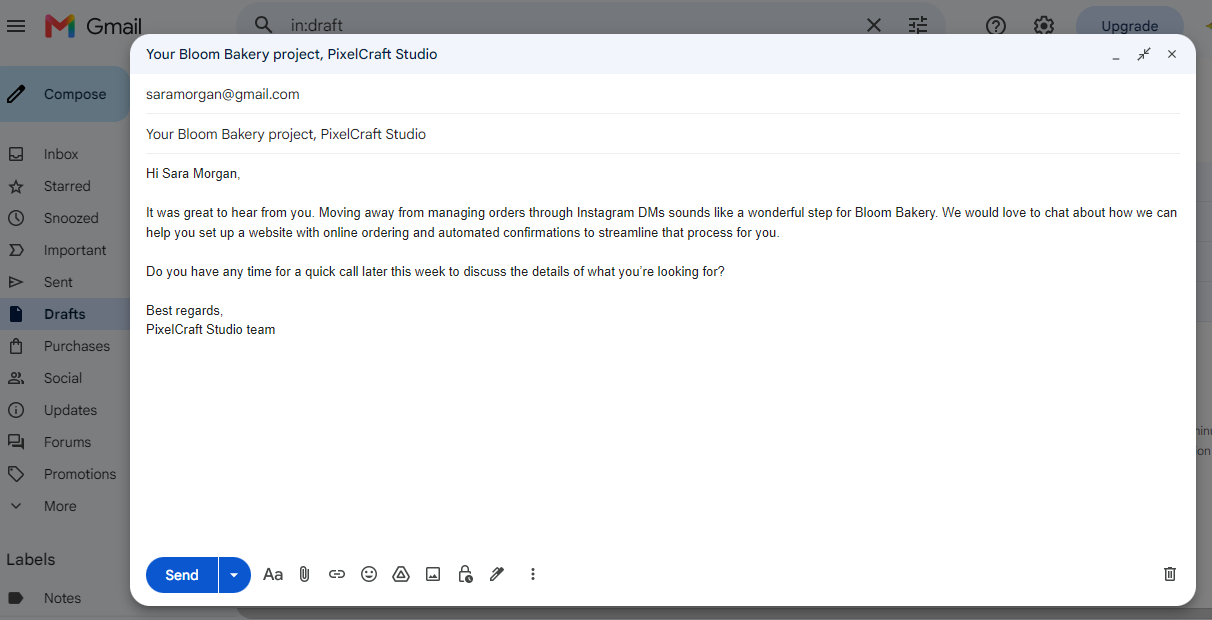 Gmail
in:draft
Upgrade
Compose
Inbox
Starred
Snoozed
Important
Sent
Drafts
Purchases
Social
Updates
Forums
Promotions
More
Labels
Notes
Your Bloom Bakery project, PixelCraft Studio
saramorgan@gmail.com
Your Bloom Bakery project, PixelCraft Studio
Hi Sara Morgan,
It was great to hear from you. Moving away from managing orders through Instagram DMs sounds like a wonderful step for Bloom Bakery. We would love to chat about how we can
help you set up a website with online ordering and automated confirmations to streamline that process for you.
Do you have any time for a quick call later this week to discuss the details of what you’re looking for?
Best regards,
PixelCraft Studio team
Send
Aa